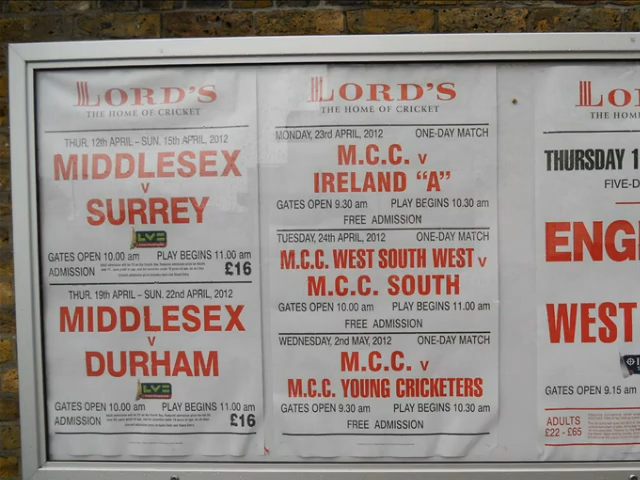 LORD'S
THE HOME OF CRICKET
THUR. 12th APRIL – SUN. 15th APRIL, 2012
MIDDLESEX
v
SURREY
LV=
GATES OPEN 10.00 am PLAY BEGINS 11.00 am
ADMISSION £16
THUR. 19th APRIL – SUN. 22nd APRIL, 2012
MIDDLESEX
v
DURHAM
LV=
GATES OPEN 10.00 am PLAY BEGINS 11.00 am
ADMISSION £16
LORD'S
THE HOME OF CRICKET
MONDAY, 23rd APRIL, 2012 ONE-DAY MATCH
M.C.C. v
IRELAND "A"
GATES OPEN 9.30 am PLAY BEGINS 10.30 am
FREE ADMISSION
TUESDAY, 24th APRIL, 2012 ONE-DAY MATCH
M.C.C. WEST SOUTH WEST v
M.C.C. SOUTH
GATES OPEN 10.00 am PLAY BEGINS 11.00 am
FREE ADMISSION
WEDNESDAY, 2nd MAY, 2012 ONE-DAY MATCH
M.C.C. v
M.C.C. YOUNG CRICKETERS
GATES OPEN 9.30 am PLAY BEGINS 10.30 am
FREE ADMISSION
LO
THE HOM
THURSDAY 1
FIVE-D
ENG
WEST
GATES OPEN 9.15 am
ADULTS
£22 - £65